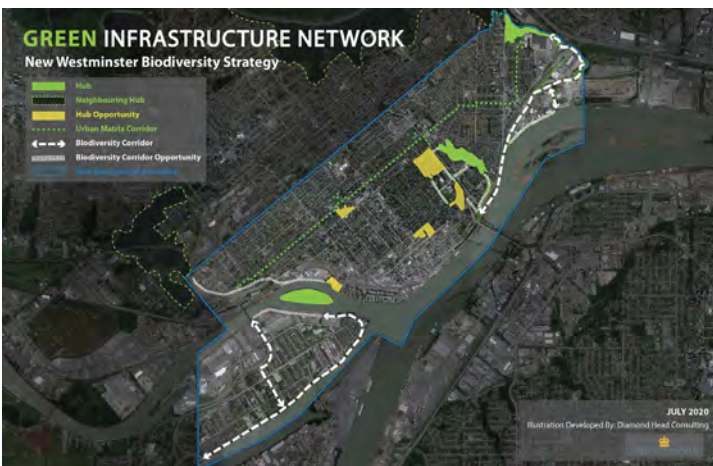 GREEN INFRASTRUCTURE NETWORK
New Westminster Biodiversity Strategy
Hub
Neighbouring Hub
Hub Opportunity
Urban Matrix Corridor
Biodiversity Corridor
Biodiversity Corridor Opportunity
JULY 2020
Illustration Developed By: Diamond Head Consulting